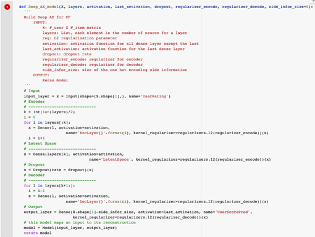 def Deep_AE_model(X, layers, activation, last_activation, dropout, regularizer_encode, regularizer_decode, side_infor_size=0):
'''
Build Deep AE for CF
INPUT:
X: #_user X #_item matrix
layers: List, each element is the number of neuron for a layer
reg: L2 regularization parameter
activation: activation function for all dense layer except the last
last_activation: activation function for the last dense layer
dropout: dropout rate
regularizer_encode: regularizer for encoder
regularizer_decode: regularizer for decoder
side_infor_size: size of the one hot encoding side information
OUTPUT:
Keras model
'''
# Input
input_layer = x = Input(shape=(X.shape[1],), name='UserRating')
# Encoder
# -----------------------------
k = int(len(layers)/2)
i = 0
for l in layers[:k]:
x = Dense(l, activation=activation,
name='EncLayer{}'.format(i), kernel_regularizer=regularizers.l2(regularizer_encode))(x)
i = i+1
# Latent Space
# -----------------------------
x = Dense(layers[k], activation=activation,
name='LatentSpace', kernel_regularizer=regularizers.l2(regularizer_encode))(x)
# Dropout
x = Dropout(rate = dropout)(x)
# Decoder
# -----------------------------
for l in layers[k+1:]:
i = i-1
x = Dense(l, activation=activation,
name='DecLayer{}'.format(i), kernel_regularizer=regularizers.l2(regularizer_decode))(x)
# Output
output_layer = Dense(X.shape[1]-side_infor_size, activation=last_activation, name='UserScorePred',
kernel_regularizer=regularizers.l2(regularizer_decode))(x)
# this model maps an input to its reconstruction
model = Model(input_layer, output_layer)
return model